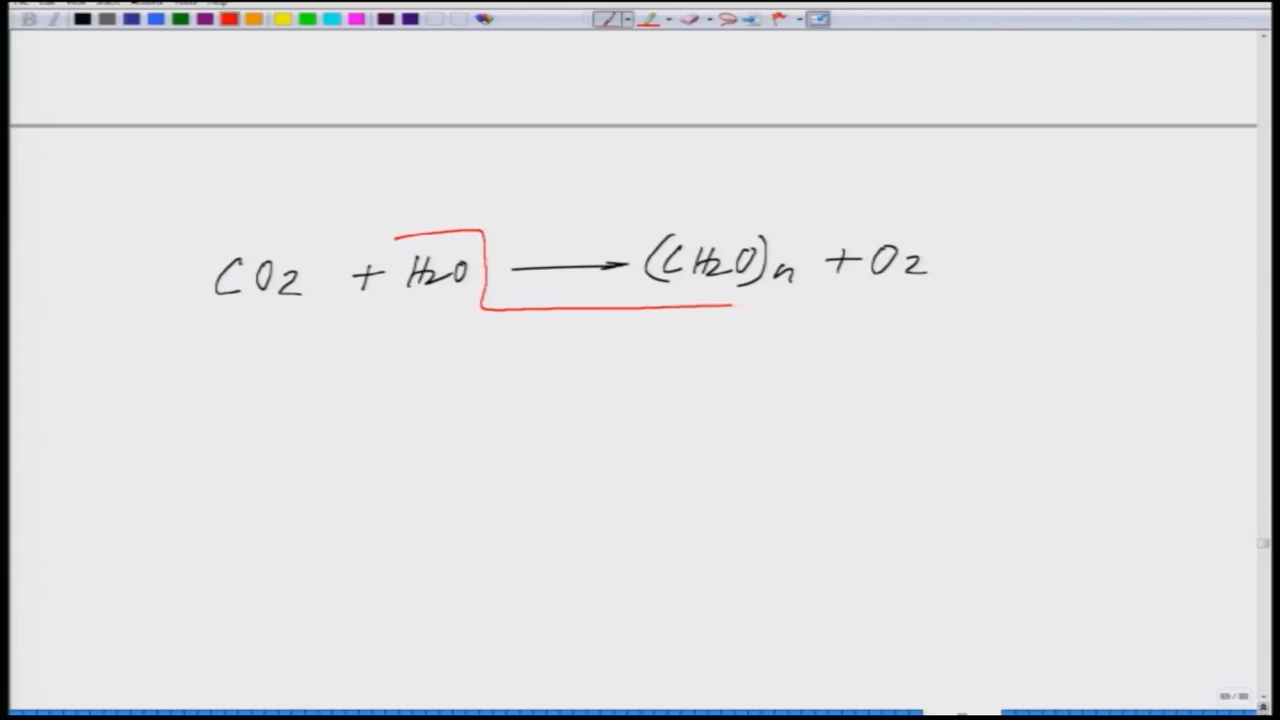 CO2 + H2O → (CH2O)n + O2